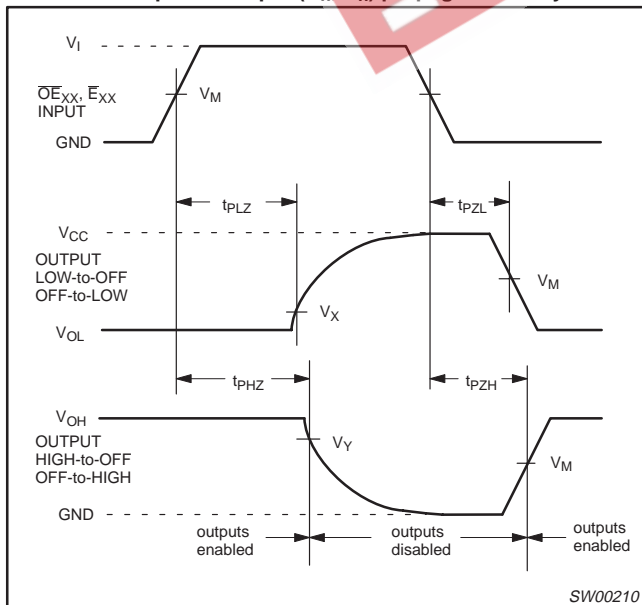 V_I
OE_XX, E_XX
INPUT
V_M
GND
t_PLZ
t_PZL
V_CC
OUTPUT
LOW-to-OFF
OFF-to-LOW
V_M
V_X
V_OL
t_PHZ
t_PZH
V_OH
OUTPUT
HIGH-to-OFF
OFF-to-HIGH
V_Y
V_M
GND
outputs
enabled
outputs
disabled
outputs
enabled
SW00210